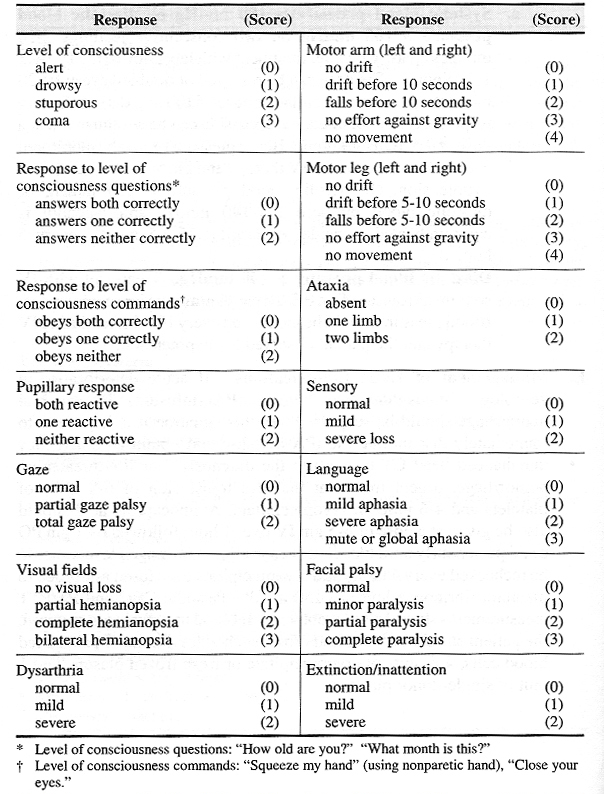 Response (Score) Response (Score)
Level of consciousness
alert (0)
drowsy (1)
stuporous (2)
coma (3)
Motor arm (left and right)
no drift (0)
drift before 10 seconds (1)
falls before 10 seconds (2)
no effort against gravity (3)
no movement (4)
Response to level of
consciousness questions*
answers both correctly (0)
answers one correctly (1)
answers neither correctly (2)
Motor leg (left and right)
no drift (0)
drift before 5-10 seconds (1)
falls before 5-10 seconds (2)
no effort against gravity (3)
no movement (4)
Response to level of
consciousness commands†
obeys both correctly (0)
obeys one correctly (1)
obeys neither (2)
Ataxia
absent (0)
one limb (1)
two limbs (2)
Pupillary response
both reactive (0)
one reactive (1)
neither reactive (2)
Sensory
normal (0)
mild (1)
severe loss (2)
Gaze
normal (0)
partial gaze palsy (1)
total gaze palsy (2)
Language
normal (0)
mild aphasia (1)
severe aphasia (2)
mute or global aphasia (3)
Visual fields
no visual loss (0)
partial hemianopsia (1)
complete hemianopsia (2)
bilateral hemianopsia (3)
Facial palsy
normal (0)
minor paralysis (1)
partial paralysis (2)
complete paralysis (3)
Dysarthria
normal (0)
mild (1)
severe (2)
Extinction/inattention
normal (0)
mild (1)
severe (2)
* Level of consciousness questions: “How old are you?” “What month is this?”
† Level of consciousness commands: “Squeeze my hand” (using nonparetic hand), “Close your
eyes.”